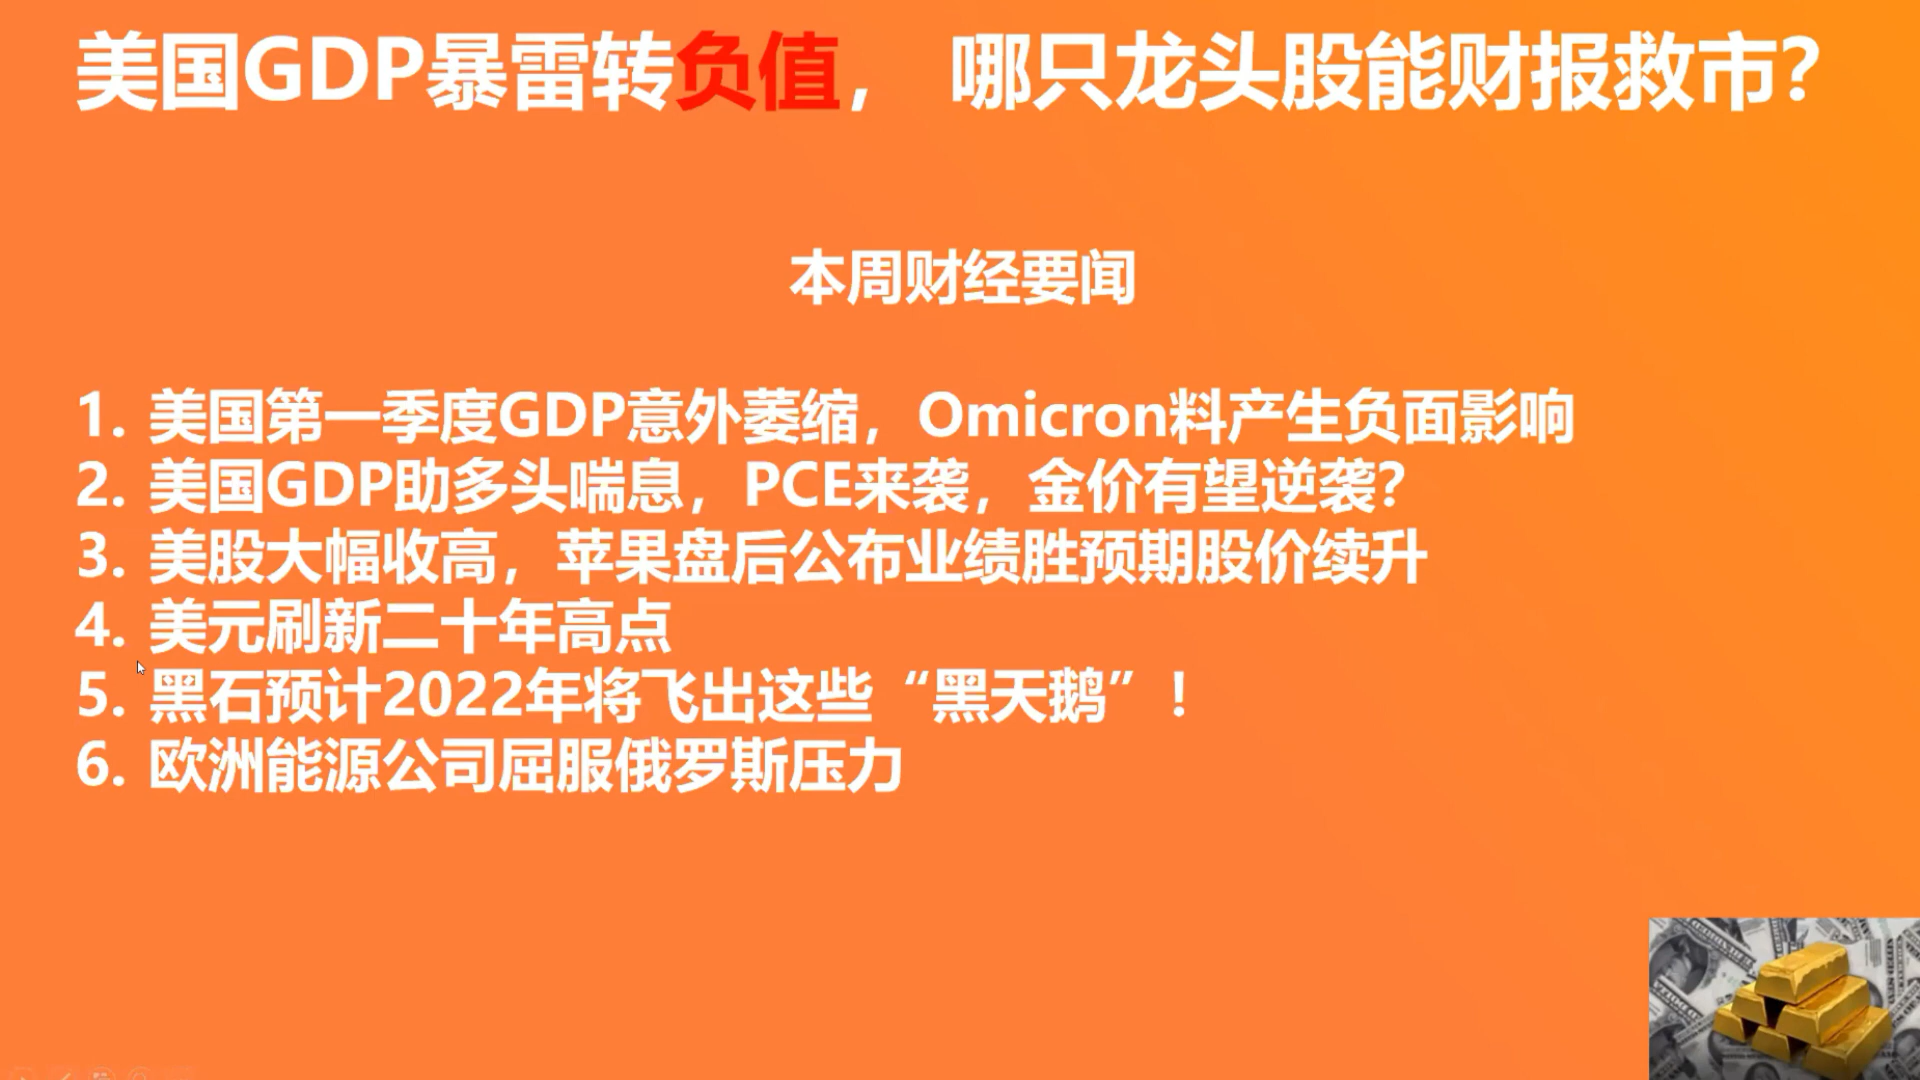 美国GDP暴雷转负值， 哪只龙头股能财报救市？
本周财经要闻
1. 美国第一季度GDP意外萎缩，Omicron料产生负面影响
2. 美国GDP助多头喘息，PCE来袭，金价有望逆袭？
3. 美股大幅收高，苹果盘后公布业绩胜预期股价续升
4. 美元刷新二十年高点
5. 黑石预计2022年将飞出这些“黑天鹅”！
6. 欧洲能源公司屈服俄罗斯压力